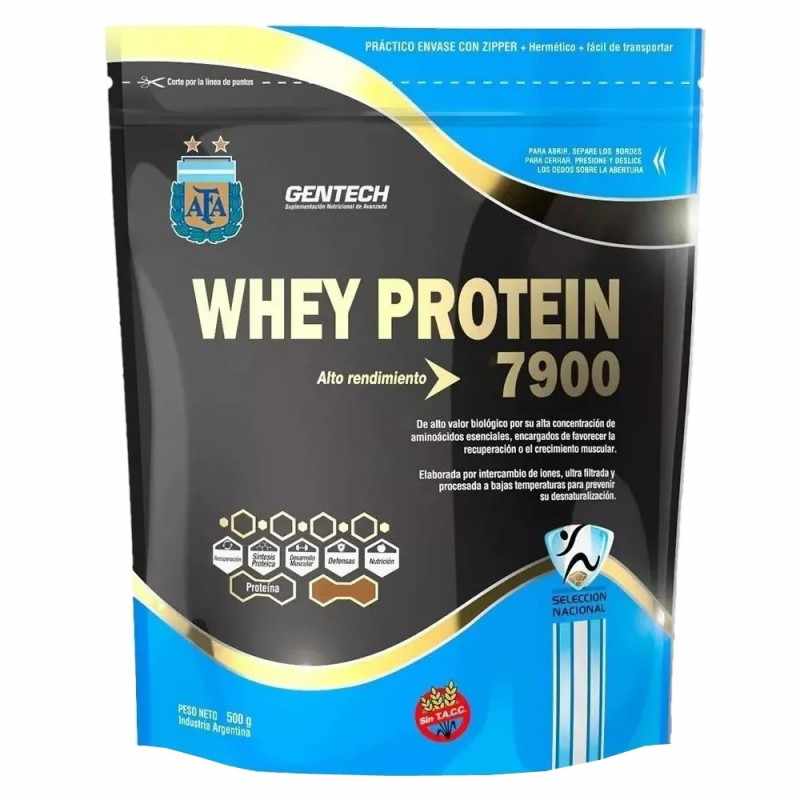 PRÁCTICO ENVASE CON ZIPPER + Hermético + fácil de transportar
Corte por la línea de puntos
PARA ABRIR, SEPARE LOS BORDES
PARA CERRAR, PRESIONE Y DESLICE
LOS DEDOS SOBRE LA ABERTURA
AFA
GENTECH
Suplementación Nutricional de Avanzada
WHEY PROTEIN
7900
Alto rendimiento
De alto valor biológico por su alta concentración de
aminoácidos esenciales, encargados de favorecer la
recuperación o el crecimiento muscular.
Elaborada por intercambio de iones, ultra filtrada y
procesada a bajas temperaturas para prevenir
su desnaturalización.
Recuperación
Síntesis
Proteica
Desarrollo
Muscular
Defensas
Nutrición
Proteína
SELECCION
NACIONAL
Sin T.A.C.C.
PESO NETO 500 g
Industria Argentina